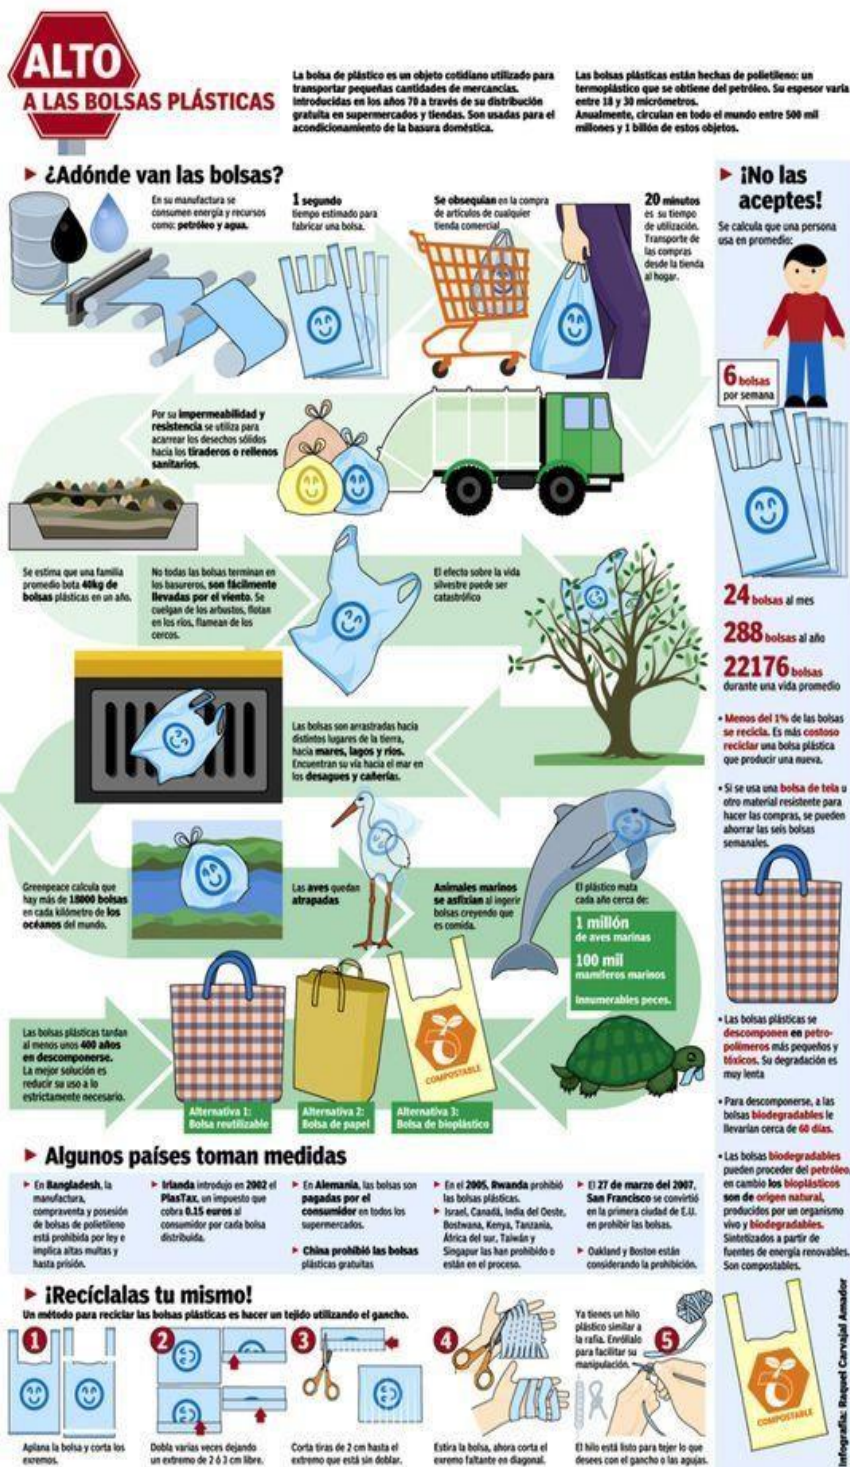 ALTO
A LAS BOLSAS PLÁSTICAS
La bolsa de plástico es un objeto cotidiano utilizado para
transportar pequeñas cantidades de mercancías.
Introducidas en los años 70 a través de su distribución
gratuita en supermercados y tiendas. Son usadas para el
acondicionamiento de la basura doméstica.
Las bolsas plásticas están hechas de polietileno: un
termoplástico que se obtiene del petróleo. Su espesor varía
entre 18 y 30 micrómetros.
Anualmente, circulan en todo el mundo entre 500 mil
millones y 1 billón de estos objetos.
¿Adónde van las bolsas?
En su manufactura se
consumen energía y recursos
como: petróleo y agua.
1 segundo
tiempo estimado para
fabricar una bolsa.
Se obsequian en la compra
de artículos de cualquier
tienda comercial
20 minutos
es su tiempo
de utilización.
Transporte de
las compras
desde la tienda
al hogar.
Por su impermeabilidad y
resistencia se utiliza para
acarrear los desechos sólidos
hacia los tiraderos o rellenos
sanitarios.
Se estima que una familia
promedio bota 40kg de
bolsas plásticas en un año.
No todas las bolsas terminan en
los basureros, son fácilmente
llevadas por el viento. Se
cuelgan de los arbustos, flotan
en los ríos, flamean de los
cercos.
El efecto sobre la vida
silvestre puede ser
catastrófico
Las bolsas son arrastradas hacia
distintos lugares de la tierra,
hacia mares, lagos y ríos.
Encuentran su vía hacia el mar en
los desagues y cañerías.
Greenpeace calcula que
hay más de 18000 bolsas
en cada kilómetro de los
océanos del mundo.
Las aves quedan
atrapadas
Animales marinos
se asfixian al ingerir
bolsas creyendo que
es comida.
El plástico mata
cada año cerca de:
1 millón
de aves marinas
100 mil
mamíferos marinos
Innumerables peces.
Las bolsas plásticas tardan
al menos unos 400 años
en descomponerse.
La mejor solución es
reducir su uso a lo
estrictamente necesario.
COMPOSTABLE
Alternativa 1:
Bolsa reutilizable
Alternativa 2:
Bolsa de papel
Alternativa 3:
Bolsa de bioplástico
¡No las
aceptes!
Se calcula que una persona
usa en promedio:
6 bolsas
por semana
24 bolsas al mes
288 bolsas al año
22176 bolsas
durante una vida promedio
• Menos del 1% de las bolsas
se recicla. Es más costoso
reciclar una bolsa plástica
que producir una nueva.
• Si se usa una bolsa de tela u
otro material resistente para
hacer las compras, se pueden
ahorrar las seis bolsas
semanales.
• Las bolsas plásticas se
descomponen en petro-
polímeros más pequeños y
tóxicos. Su degradación es
muy lenta
• Para descomponerse, a las
bolsas biodegradables le
llevarían cerca de 60 días.
• Las bolsas biodegradables
pueden proceder del petróleo,
en cambio los bioplásticos
son de origen natural,
producidos por un organismo
vivo y biodegradables.
Sintetizados a partir de
fuentes de energía renovables.
Son compostables.
COMPOSTABLE
Infografía: Raquel Carvajal Amador
Algunos países toman medidas
En Bangladesh, la
manufactura,
compraventa y posesión
de bolsas de polietileno
está prohibida por ley e
implica altas multas y
hasta prisión.
Irlanda introdujo en 2002 el
PlasTax, un impuesto que
cobra 0.15 euros al
consumidor por cada bolsa
distribuida.
En Alemania, las bolsas son
pagadas por el
consumidor en todos los
supermercados.
China prohibió las bolsas
plásticas gratuitas
En el 2005, Rwanda prohibió
las bolsas plásticas.
Israel, Canadá, India del Oeste,
Bostwana, Kenya, Tanzania,
África del sur, Taiwán y
Singapur las han prohibido o
están en el proceso.
El 27 de marzo del 2007,
San Francisco se convirtió
en la primera ciudad de E.U.
en prohibir las bolsas.
Oakland y Boston están
considerando la prohibición.
¡Recíclalas tu mismo!
Un método para reciclar las bolsas plásticas es hacer un tejido utilizando el gancho.
1
Aplana la bolsa y corta los
exremos.
2
Dobla varias veces dejando
un extremo de 2 ó 3 cm libre.
3
Corta tiras de 2 cm hasta el
extremo que está sin doblar.
4
Estira la bolsa, ahora corta el
exremo faltante en diagonal.
5
Ya tienes un hilo
plástico similar a
la rafia. Enróllalo
para facilitar su
manipulación.
El hilo está listo para tejer lo que
desees con el gancho o las agujas.